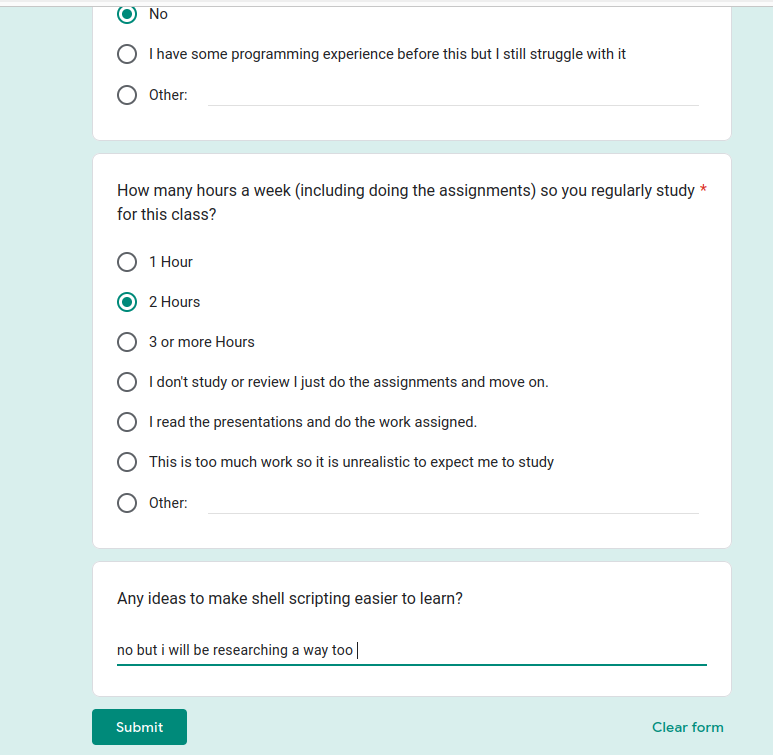 No
I have some programming experience before this but I still struggle with it
Other:
How many hours a week (including doing the assignments) so you regularly study *
for this class?
1 Hour
2 Hours
3 or more Hours
I don't study or review I just do the assignments and move on.
I read the presentations and do the work assigned.
This is too much work so it is unrealistic to expect me to study
Other:
Any ideas to make shell scripting easier to learn?
no but i will be researching a way too
Submit
Clear form